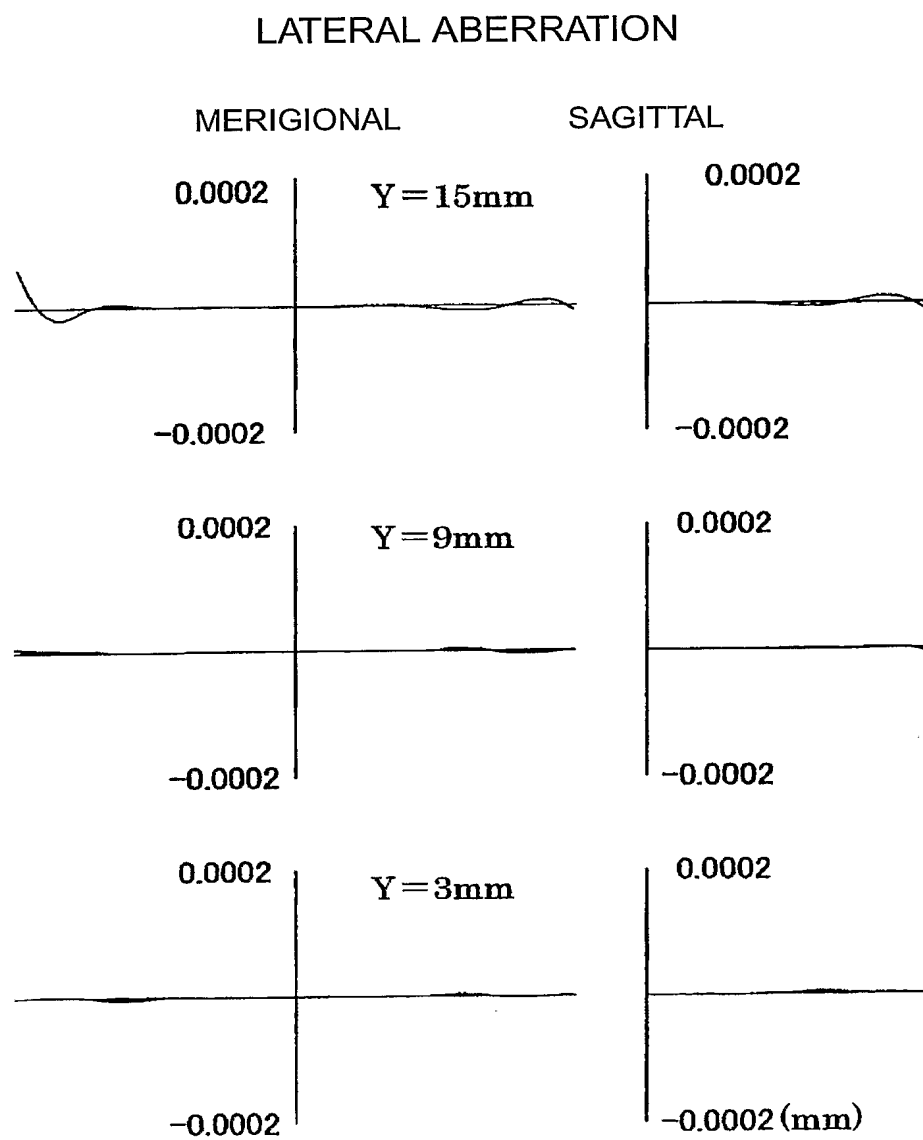 LATERAL ABERRATION
MERIGIONAL SAGITTAL
0.0002 Y=15mm 0.0002
-0.0002 -0.0002
0.0002 Y=9mm 0.0002
-0.0002 -0.0002
0.0002 Y=3mm 0.0002
-0.0002 -0.0002 (mm)